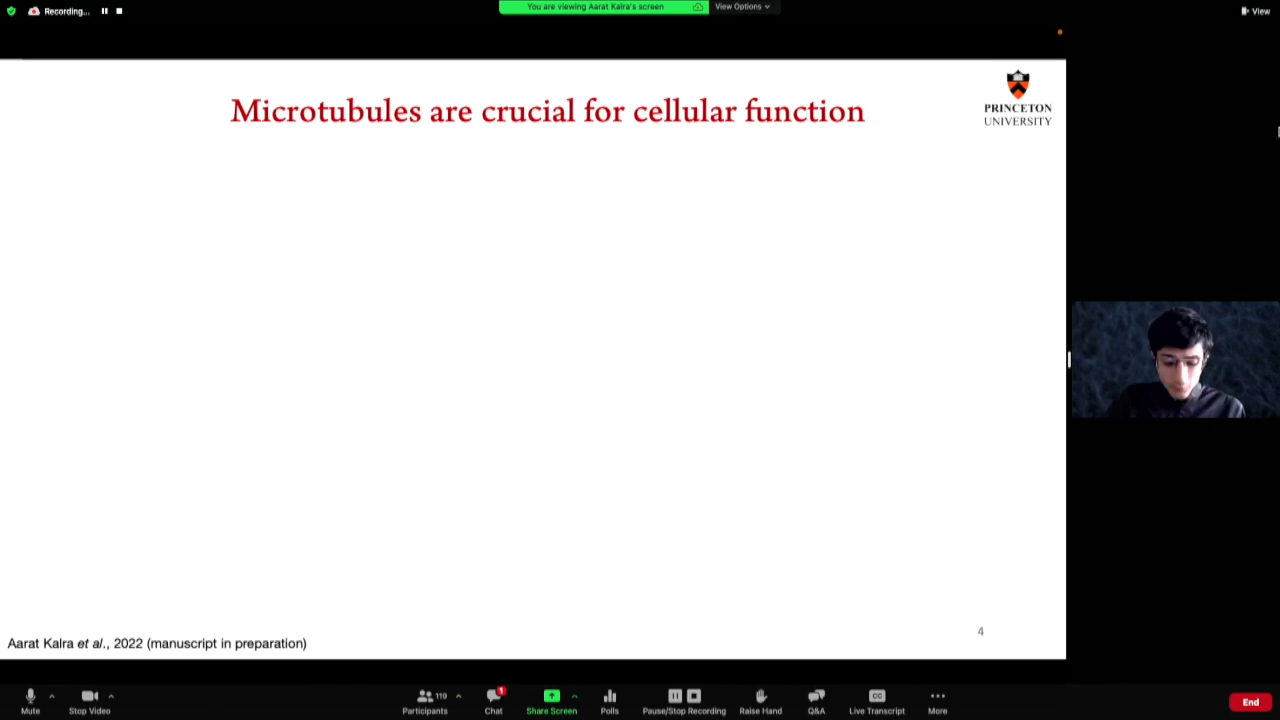 Recording...
You are viewing Aarat Kalra's screen
View Options
View
Microtubules are crucial for cellular function
PRINCETON
UNIVERSITY
4
Aarat Kalra et al., 2022 (manuscript in preparation)
119
1
CC
Mute
Stop Video
Participants
Chat
Share Screen
Polls
Pause/Stop Recording
Raise Hand
Q&A
Live Transcript
More
End